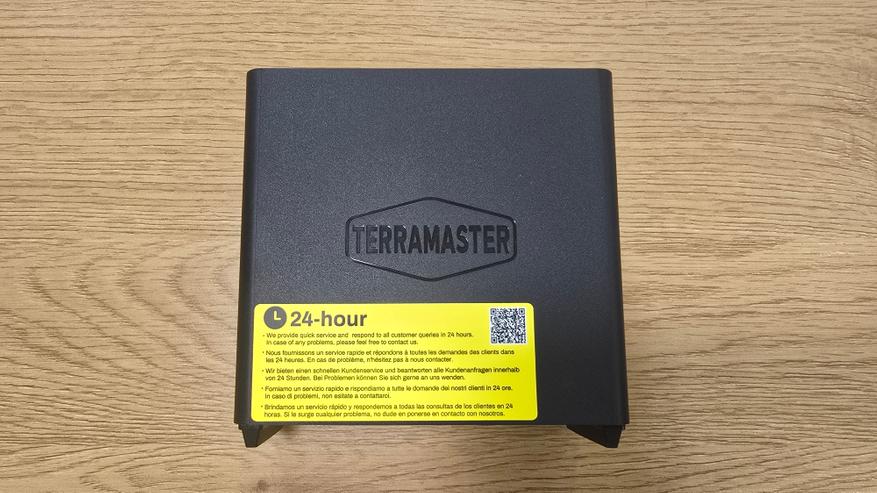 TERRAMASTER
24-hour
• We provide quick service and respond to all customer queries in 24 hours.
In case of any problems, please feel free to contact us.
• Nous fournissons un service rapide et répondons à toutes les demandes des clients dans
les 24 heures. En cas de problème, n'hésitez pas à nous contacter.
• Wir bieten einen schnellen Kundenservice und beantworten alle Kundenanfragen innerhalb
von 24 Stunden. Bei Problemen können Sie sich gerne an uns wenden.
• Forniamo un servizio rapido e rispondiamo a tutte le domande dei nostri clienti in 24 ore.
In caso di problemi, non esitate a contattarci.
• Brindamos un servicio rápido y respondemos a todas las consultas de los clientes en 24
horas. Si le surge cualquier problema, no dude en ponerse en contacto con nosotros.